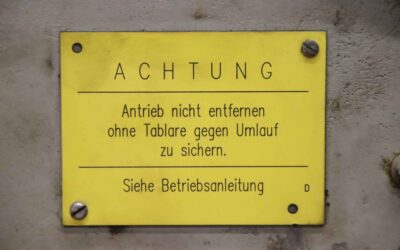 ACHTUNG
Antrieb nicht entfernen
ohne Tablare gegen Umlauf
zu sichern.
Siehe Betriebsanleitung D